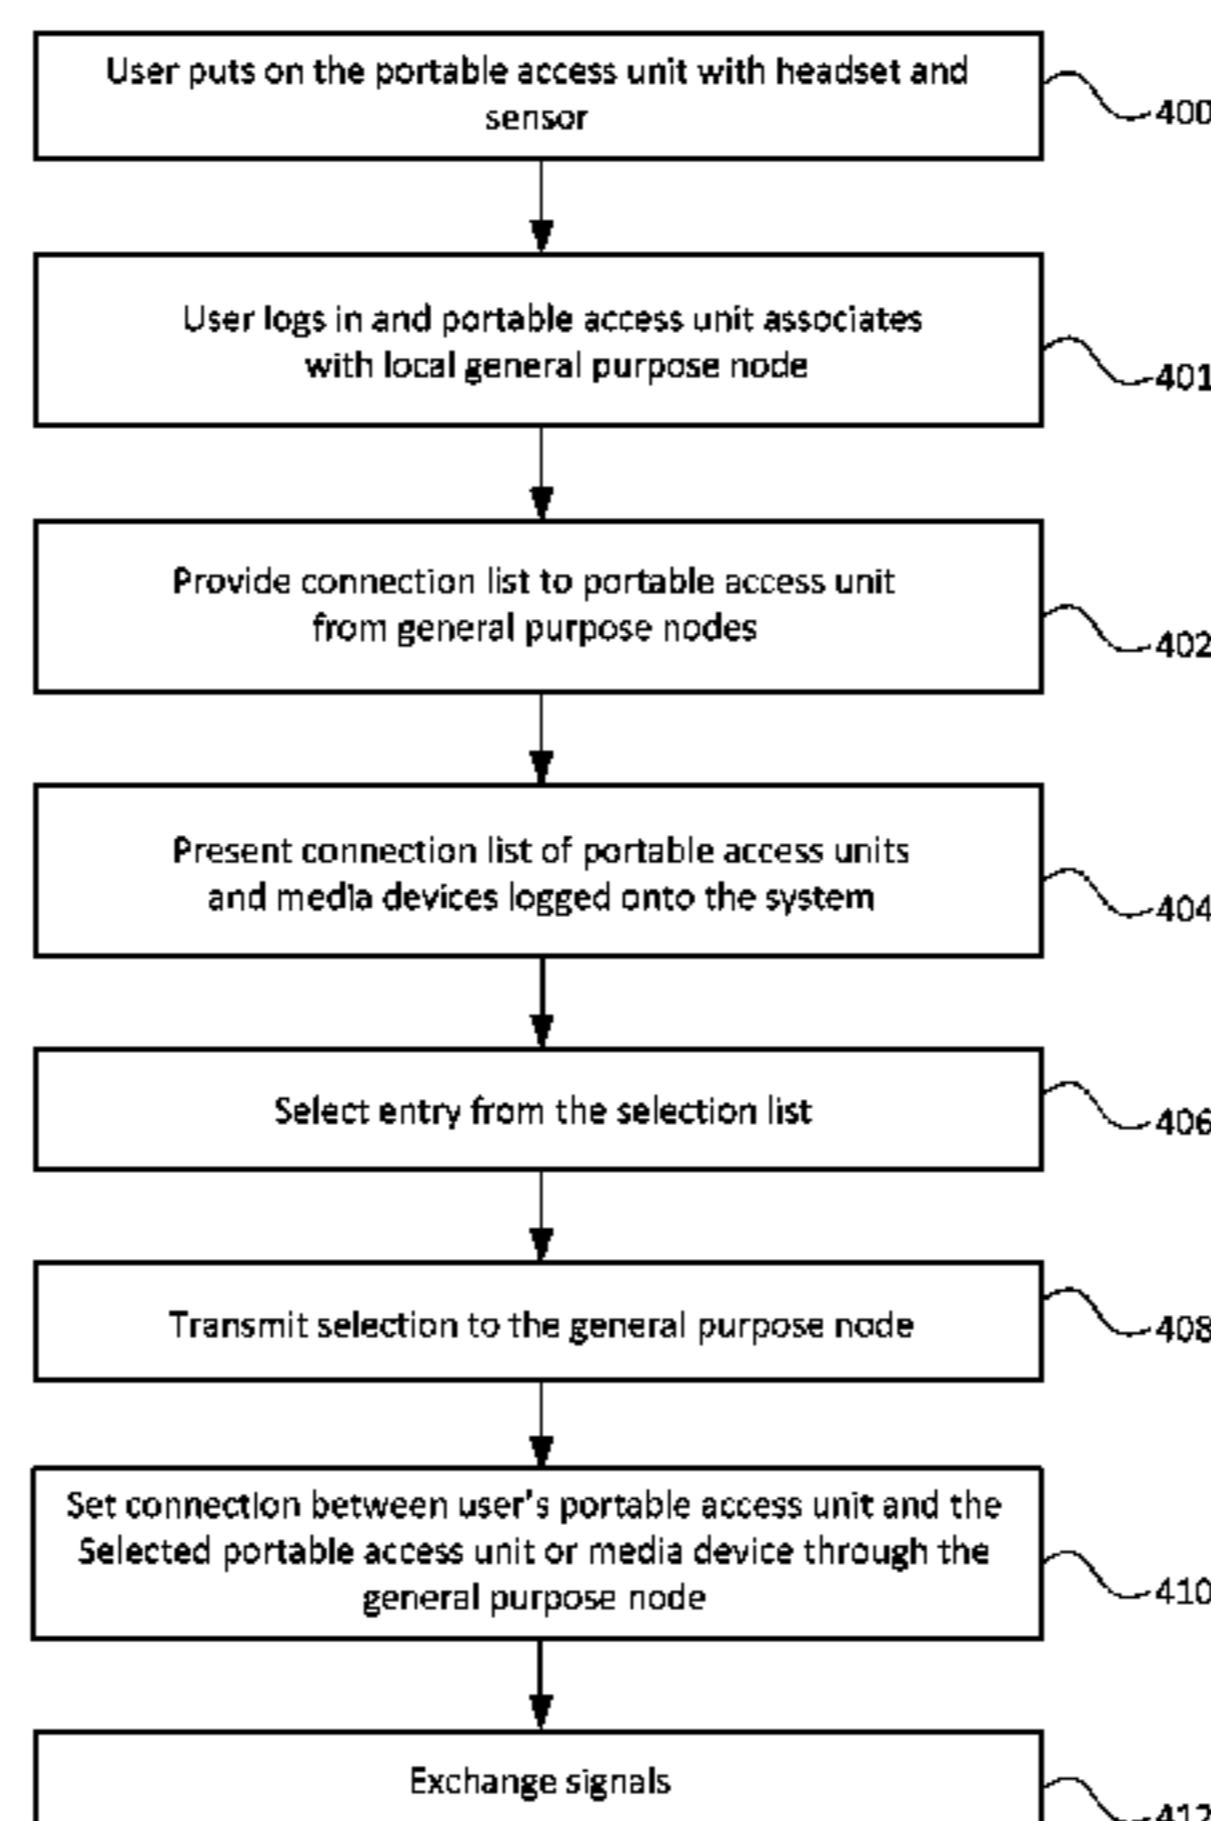 User puts on the portable access unit with headset and
sensor
400
User logs in and portable access unit associates
with local general purpose node
401
Provide connection list to portable access unit
from general purpose nodes
402
Present connection list of portable access units
and media devices logged onto the system
404
Select entry from the selection list
406
Transmit selection to the general purpose node
408
Set connection between user's portable access unit and the
Selected portable access unit or media device through the
general purpose node
410
Exchange signals
412